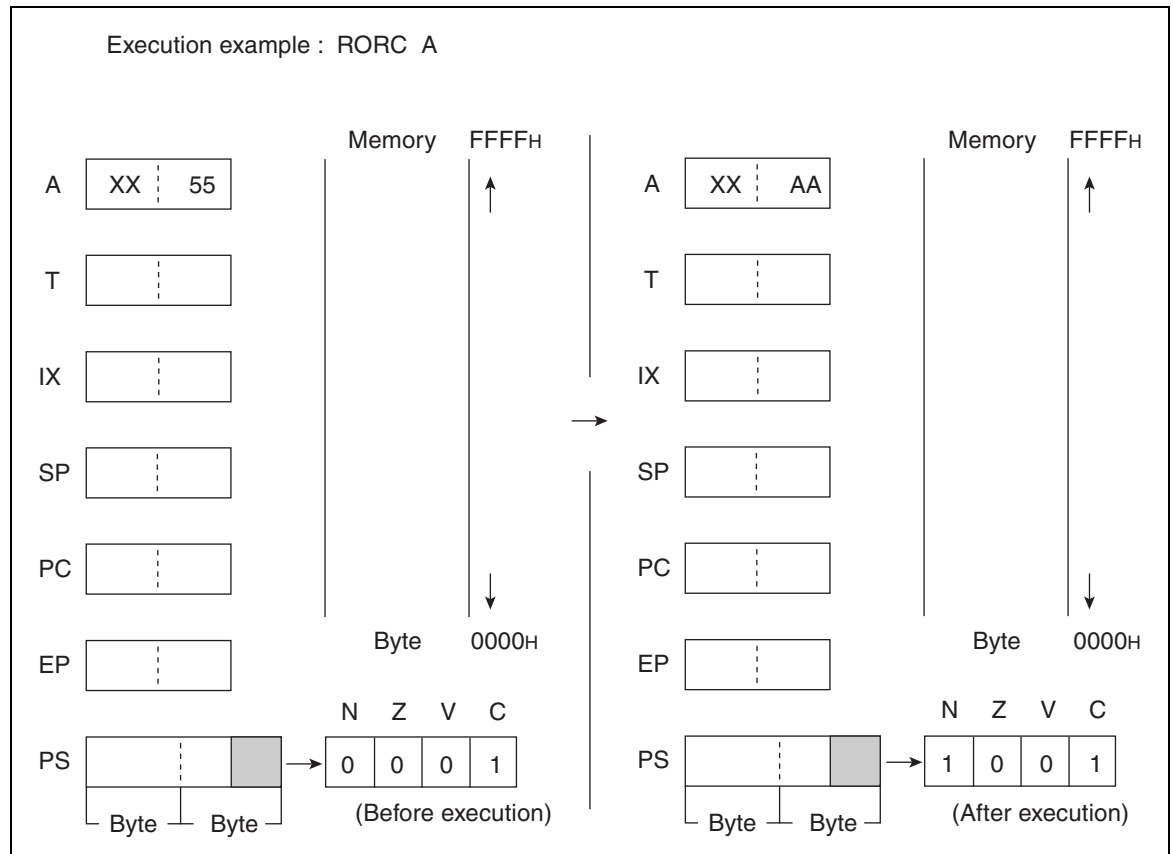 Execution example : RORC A
Memory FFFFH
A XX 55
T
IX
SP
PC
EP
Byte 0000H
N Z V C
PS 0 0 0 1
Byte Byte
(Before execution)
Memory FFFFH
A XX AA
T
IX
SP
PC
EP
Byte 0000H
N Z V C
PS 1 0 0 1
Byte Byte
(After execution)